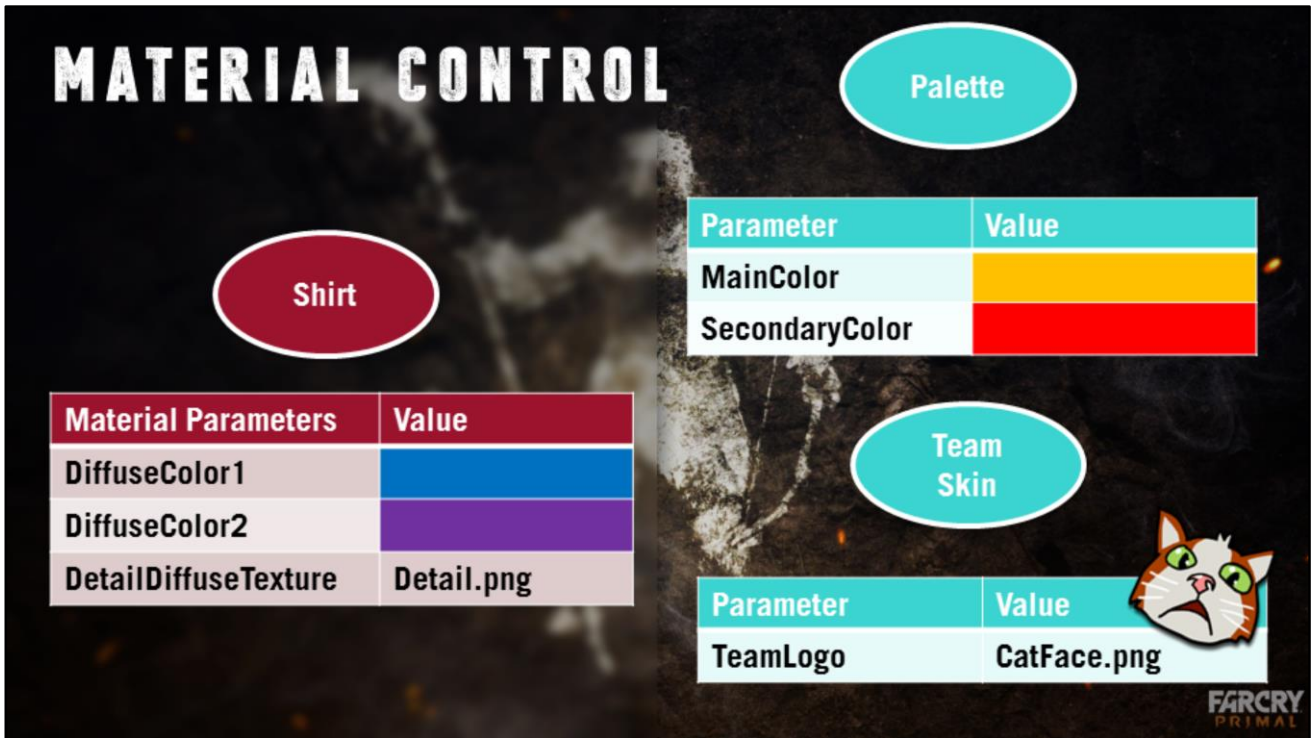 MATERIAL CONTROL
Shirt
Material Parameters Value
DiffuseColor1
DiffuseColor2
DetailDiffuseTexture Detail.png
Palette
Parameter Value
MainColor
SecondaryColor
Team
Skin
Parameter Value
TeamLogo CatFace.png
FARCRY
PRIMAL